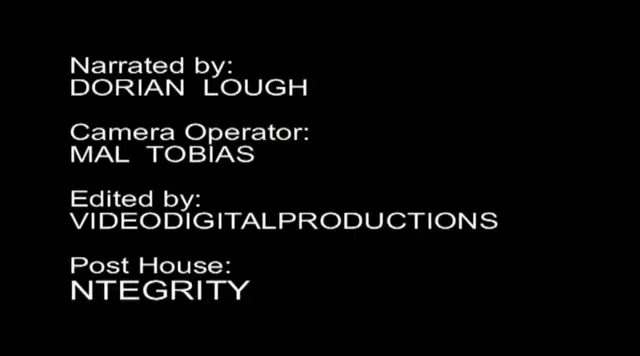 Narrated by:
DORIAN LOUGH
Camera Operator:
MAL TOBIAS
Edited by:
VIDEODIGITALPRODUCTIONS
Post House:
NTEGRITY